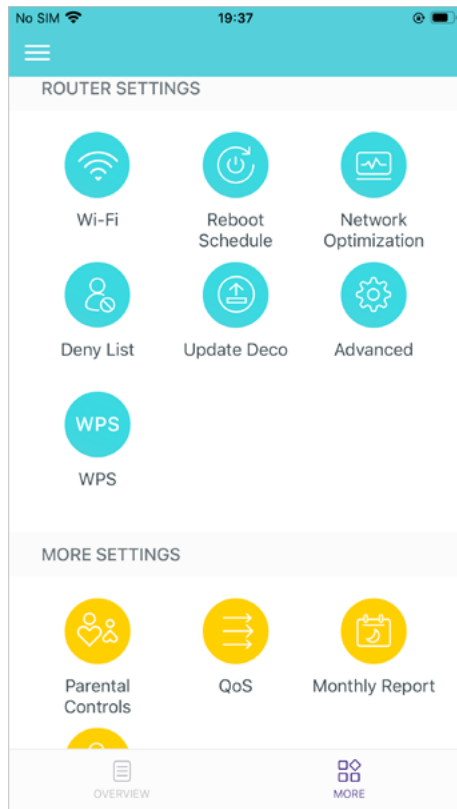 No SIM 19:37
ROUTER SETTINGS
Wi-Fi
Reboot
Schedule
Network
Optimization
Deny List
Update Deco
Advanced
WPS
WPS
MORE SETTINGS
Parental
Controls
QoS
Monthly Report
OVERVIEW
MORE